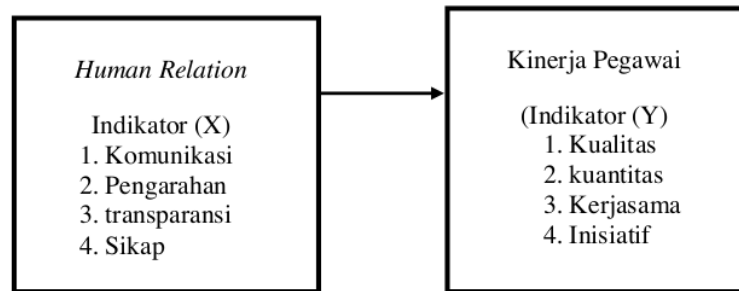 Human Relation
Indikator (X)
1. Komunikasi
2. Pengarahan
3. transparansi
4. Sikap
Kinerja Pegawai
(Indikator (Y)
1. Kualitas
2. kuantitas
3. Kerjasama
4. Inisiatif